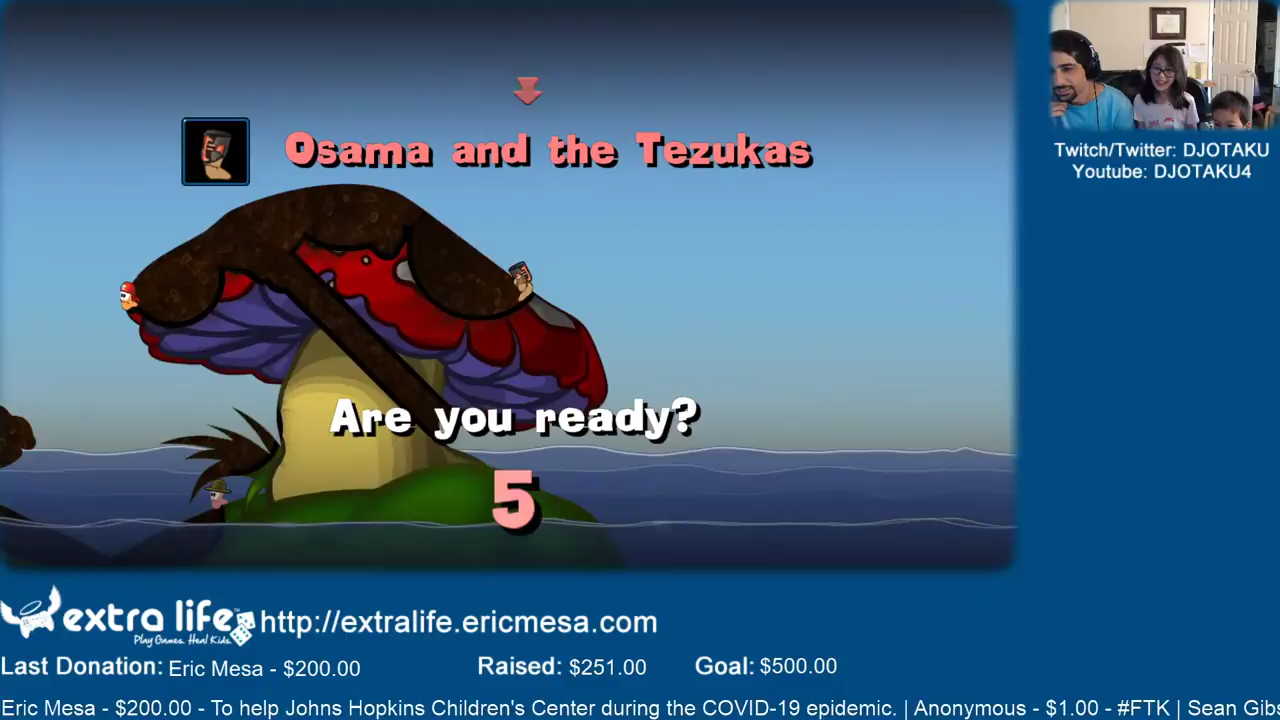 Osama and the Tezukas
Twitch/Twitter: DJOTAKU
Youtube: DJOTAKU4
Are you ready?
5
extra life
Play Games. Heal Kids.
http://extralife.ericmesa.com
Last Donation: Eric Mesa - $200.00 Raised: $251.00 Goal: $500.00
Eric Mesa - $200.00 - To help Johns Hopkins Children's Center during the COVID-19 epidemic. | Anonymous - $1.00 - #FTK | Sean Gibs